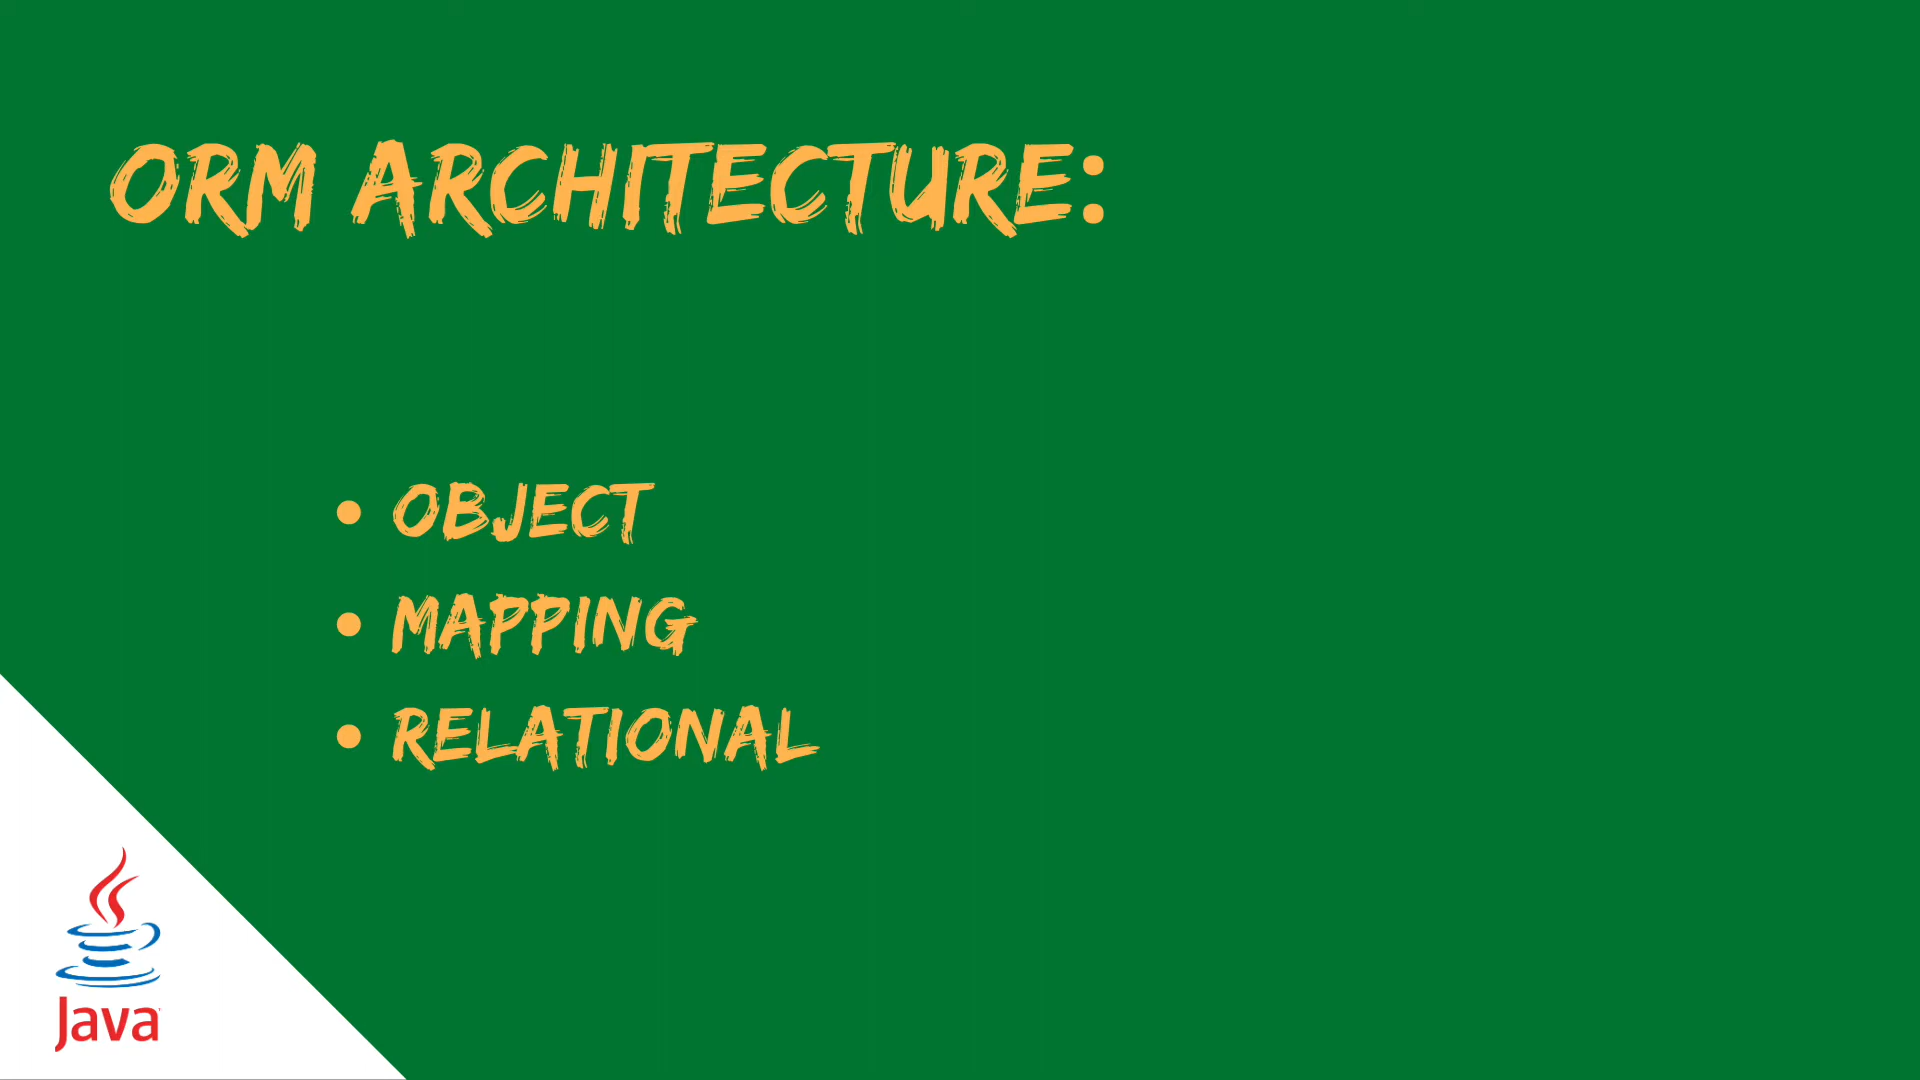 ORM ARCHITECTURE:
• OBJECT
• MAPPING
• RELATIONAL
Java